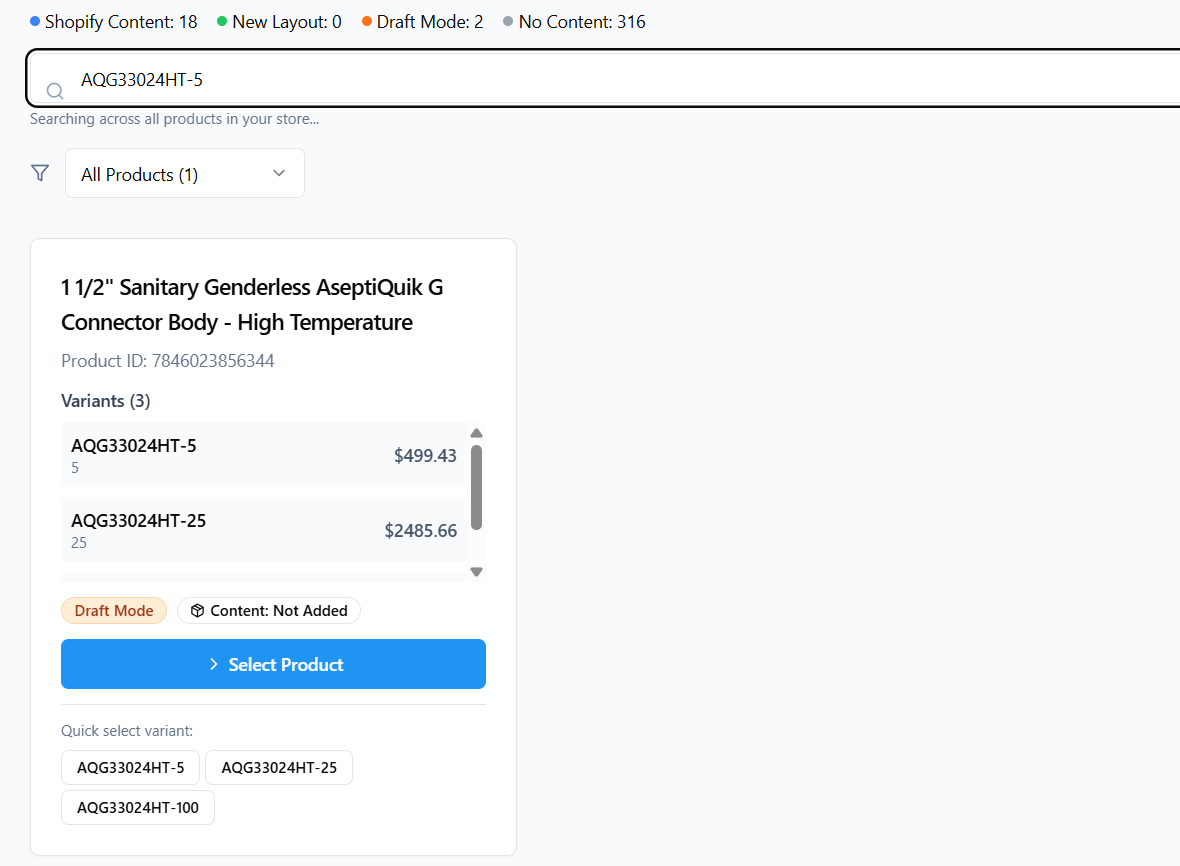 Shopify Content: 18 New Layout: 0 Draft Mode: 2 No Content: 316
AQG33024HT-5
Searching across all products in your store...
All Products (1)
1 1/2" Sanitary Genderless AseptiQuik G
Connector Body - High Temperature
Product ID: 7846023856344
Variants (3)
AQG33024HT-5
5
$499.43
AQG33024HT-25
25
$2485.66
Draft Mode
Content: Not Added
Select Product
Quick select variant:
AQG33024HT-5
AQG33024HT-25
AQG33024HT-100